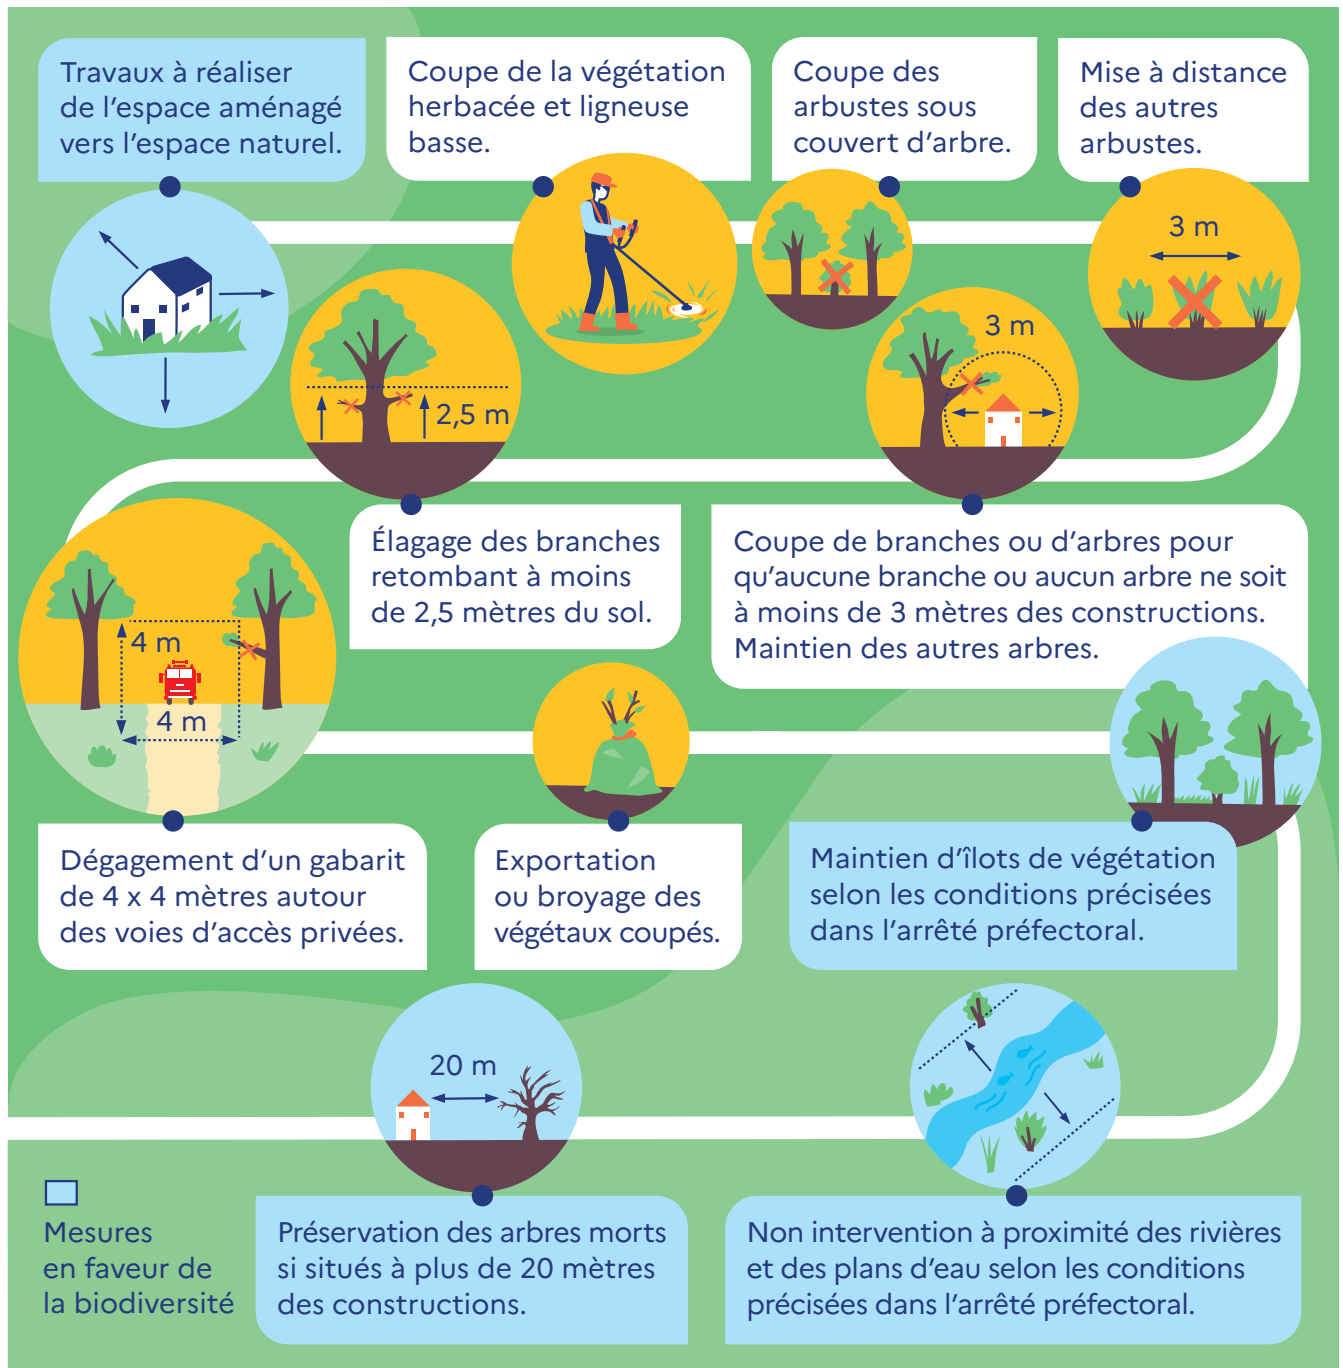 Travaux à réaliser
de l'espace aménagé
vers l'espace naturel.
Coupe de la végétation
herbacée et ligneuse
basse.
Coupe des
arbustes sous
couvert d'arbre.
Mise à distance
des autres
arbustes.
3 m
3 m
Coupe de branches ou d'arbres pour
qu'aucune branche ou aucun arbre ne soit
à moins de 3 mètres des constructions.
Maintien des autres arbres.
2,5 m
Élagage des branches
retombant à moins
de 2,5 mètres du sol.
4 m
4 m
Dégagement d'un gabarit
de 4 x 4 mètres autour
des voies d'accès privées.
Exportation
ou broyage des
végétaux coupés.
Maintien d'îlots de végétation
selon les conditions précisées
dans l'arrêté préfectoral.
Non intervention à proximité des rivières
et des plans d'eau selon les conditions
précisées dans l'arrêté préfectoral.
20 m
Préservation des arbres morts
si situés à plus de 20 mètres
des constructions.
Mesures
en faveur de
la biodiversité